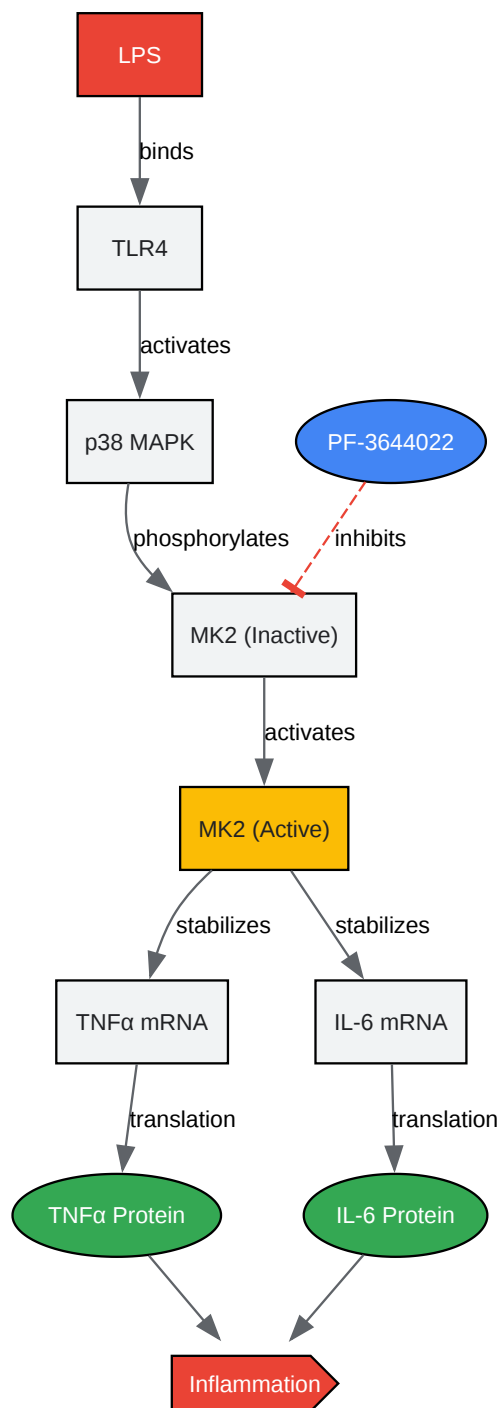 LPS
binds
TLR4
activates
p38 MAPK
PF-3644022
phosphorylates
inhibits
MK2 (Inactive)
activates
MK2 (Active)
stabilizes
stabilizes
TNFα mRNA
IL-6 mRNA
translation
translation
TNFα Protein
IL-6 Protein
Inflammation